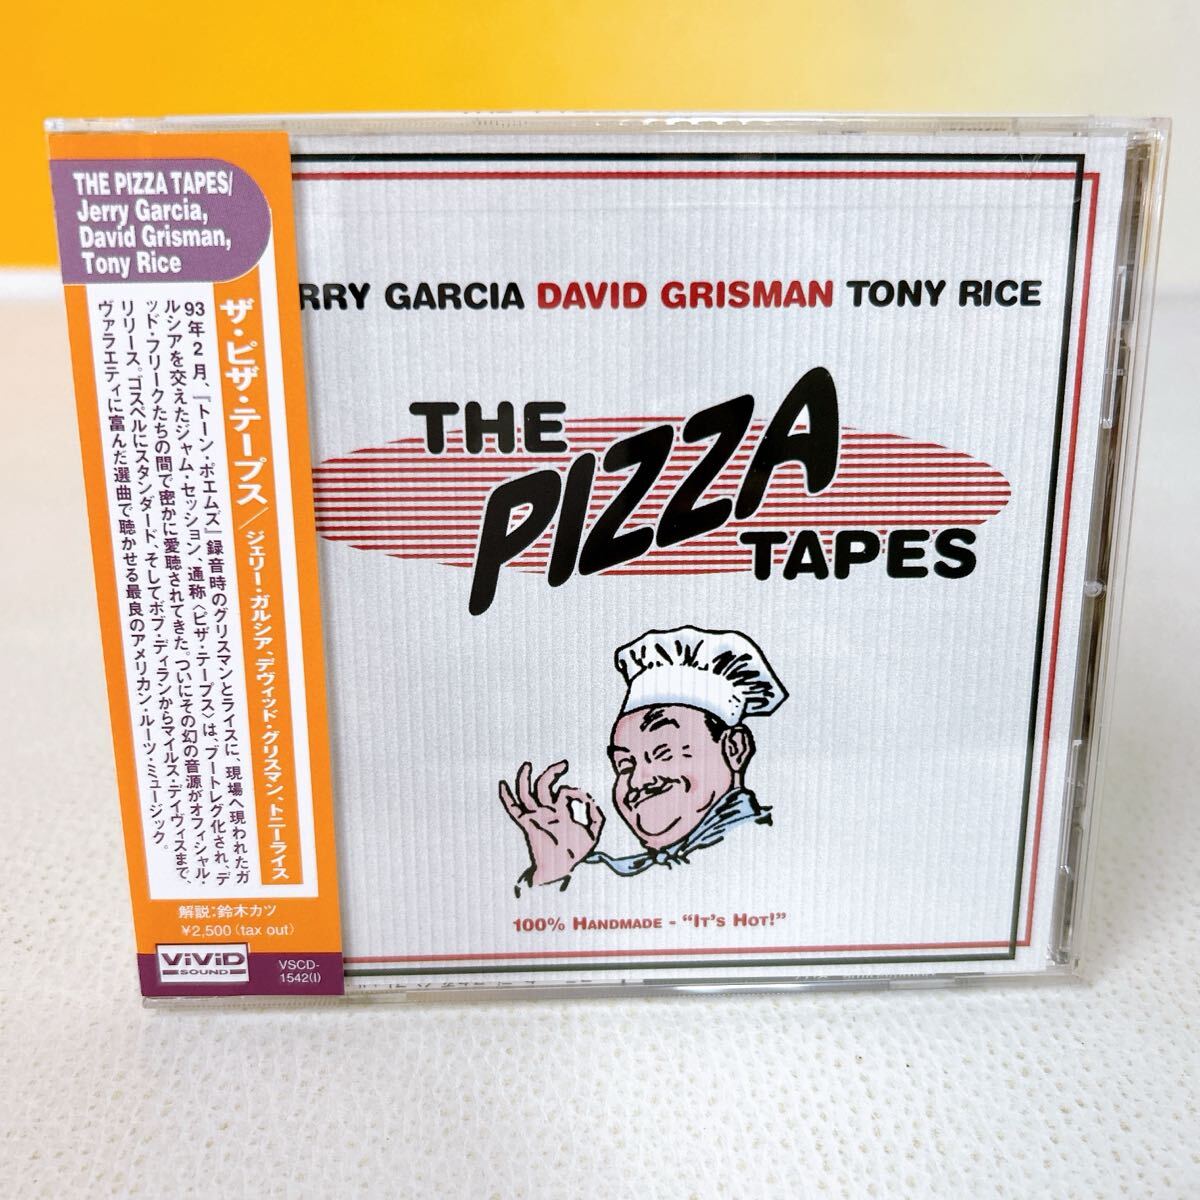 THE PIZZA TAPES/
Jerry Garcia,
David Grisman,
Tony Rice
ザ・ピザ・テープス/ジェリー・ガルシア、デヴィッド・グリスマン、トニーライス
93年2月、『トーン・ポエムズ』録音時のグリスマンとライスに、現場へ現われたガ
ルシアを交えたジャム・セッション、通称〈ピザ・テープス〉は、ブートレグ化され、デ
ッド・フリークたちの間で密かに愛聴されてきた。ついにその幻の音源がオフィシャル・
リリース。ゴスペルにスタンダード、そしてボブ・ディランからマイルス・デイヴィスまで、
ヴァラエティに富んだ選曲で聴かせる最良のアメリカン・ルーツ・ミュージック。
解説:鈴木カツ
¥2,500(tax out)
ViViD
SOUND
VSCD-
1542(I)
RRY GARCIA DAVID GRISMAN TONY RICE
THE
PIZZA
TAPES
100% HANDMADE - "IT'S HOT!"